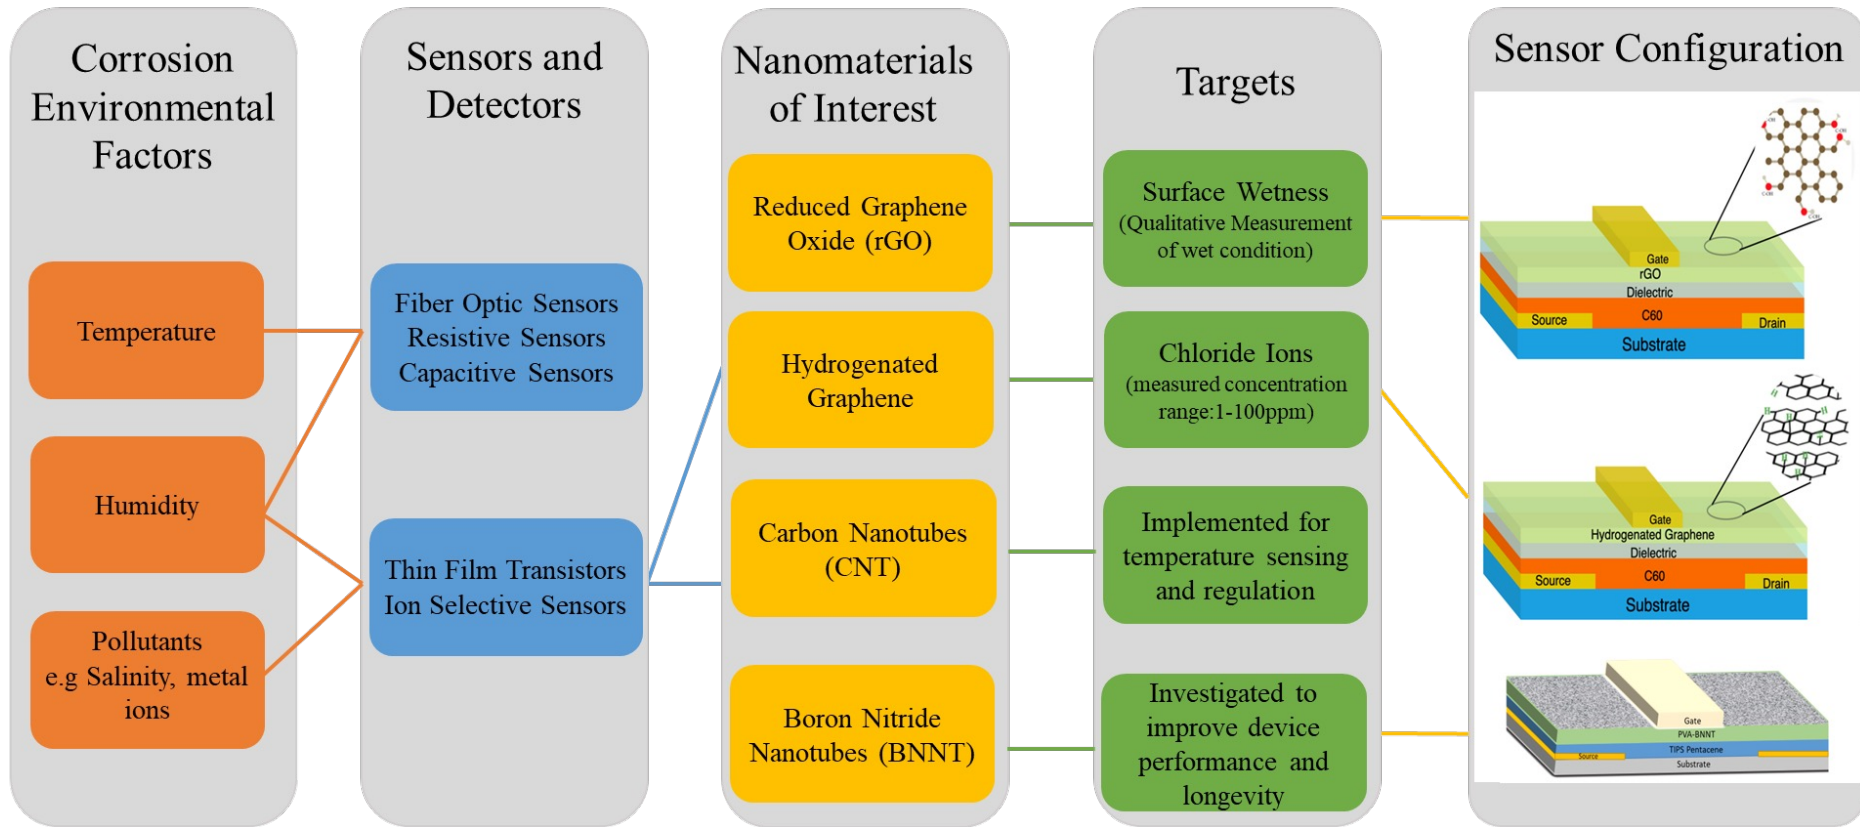 Corrosion
Environmental
Factors
Temperature
Humidity
Pollutants
e.g Salinity, metal
ions
Sensors and
Detectors
Fiber Optic Sensors
Resistive Sensors
Capacitive Sensors
Thin Film Transistors
Ion Selective Sensors
Nanomaterials
of Interest
Reduced Graphene
Oxide (rGO)
Hydrogenated
Graphene
Carbon Nanotubes
(CNT)
Boron Nitride
Nanotubes (BNNT)
Targets
Surface Wetness
(Qualitative Measurement
of wet condition)
Chloride Ions
(measured concentration
range:1-100ppm)
Implemented for
temperature sensing
and regulation
Investigated to
improve device
performance and
longevity
Sensor Configuration
Gate
rGO
Dielectric
C60
Source
Drain
Substrate
Gate
Hydrogenated Graphene
Dielectric
C60
Source
Drain
Substrate
Gate
PVA-BNNT
TIPS Pentacene
Source
Substrate